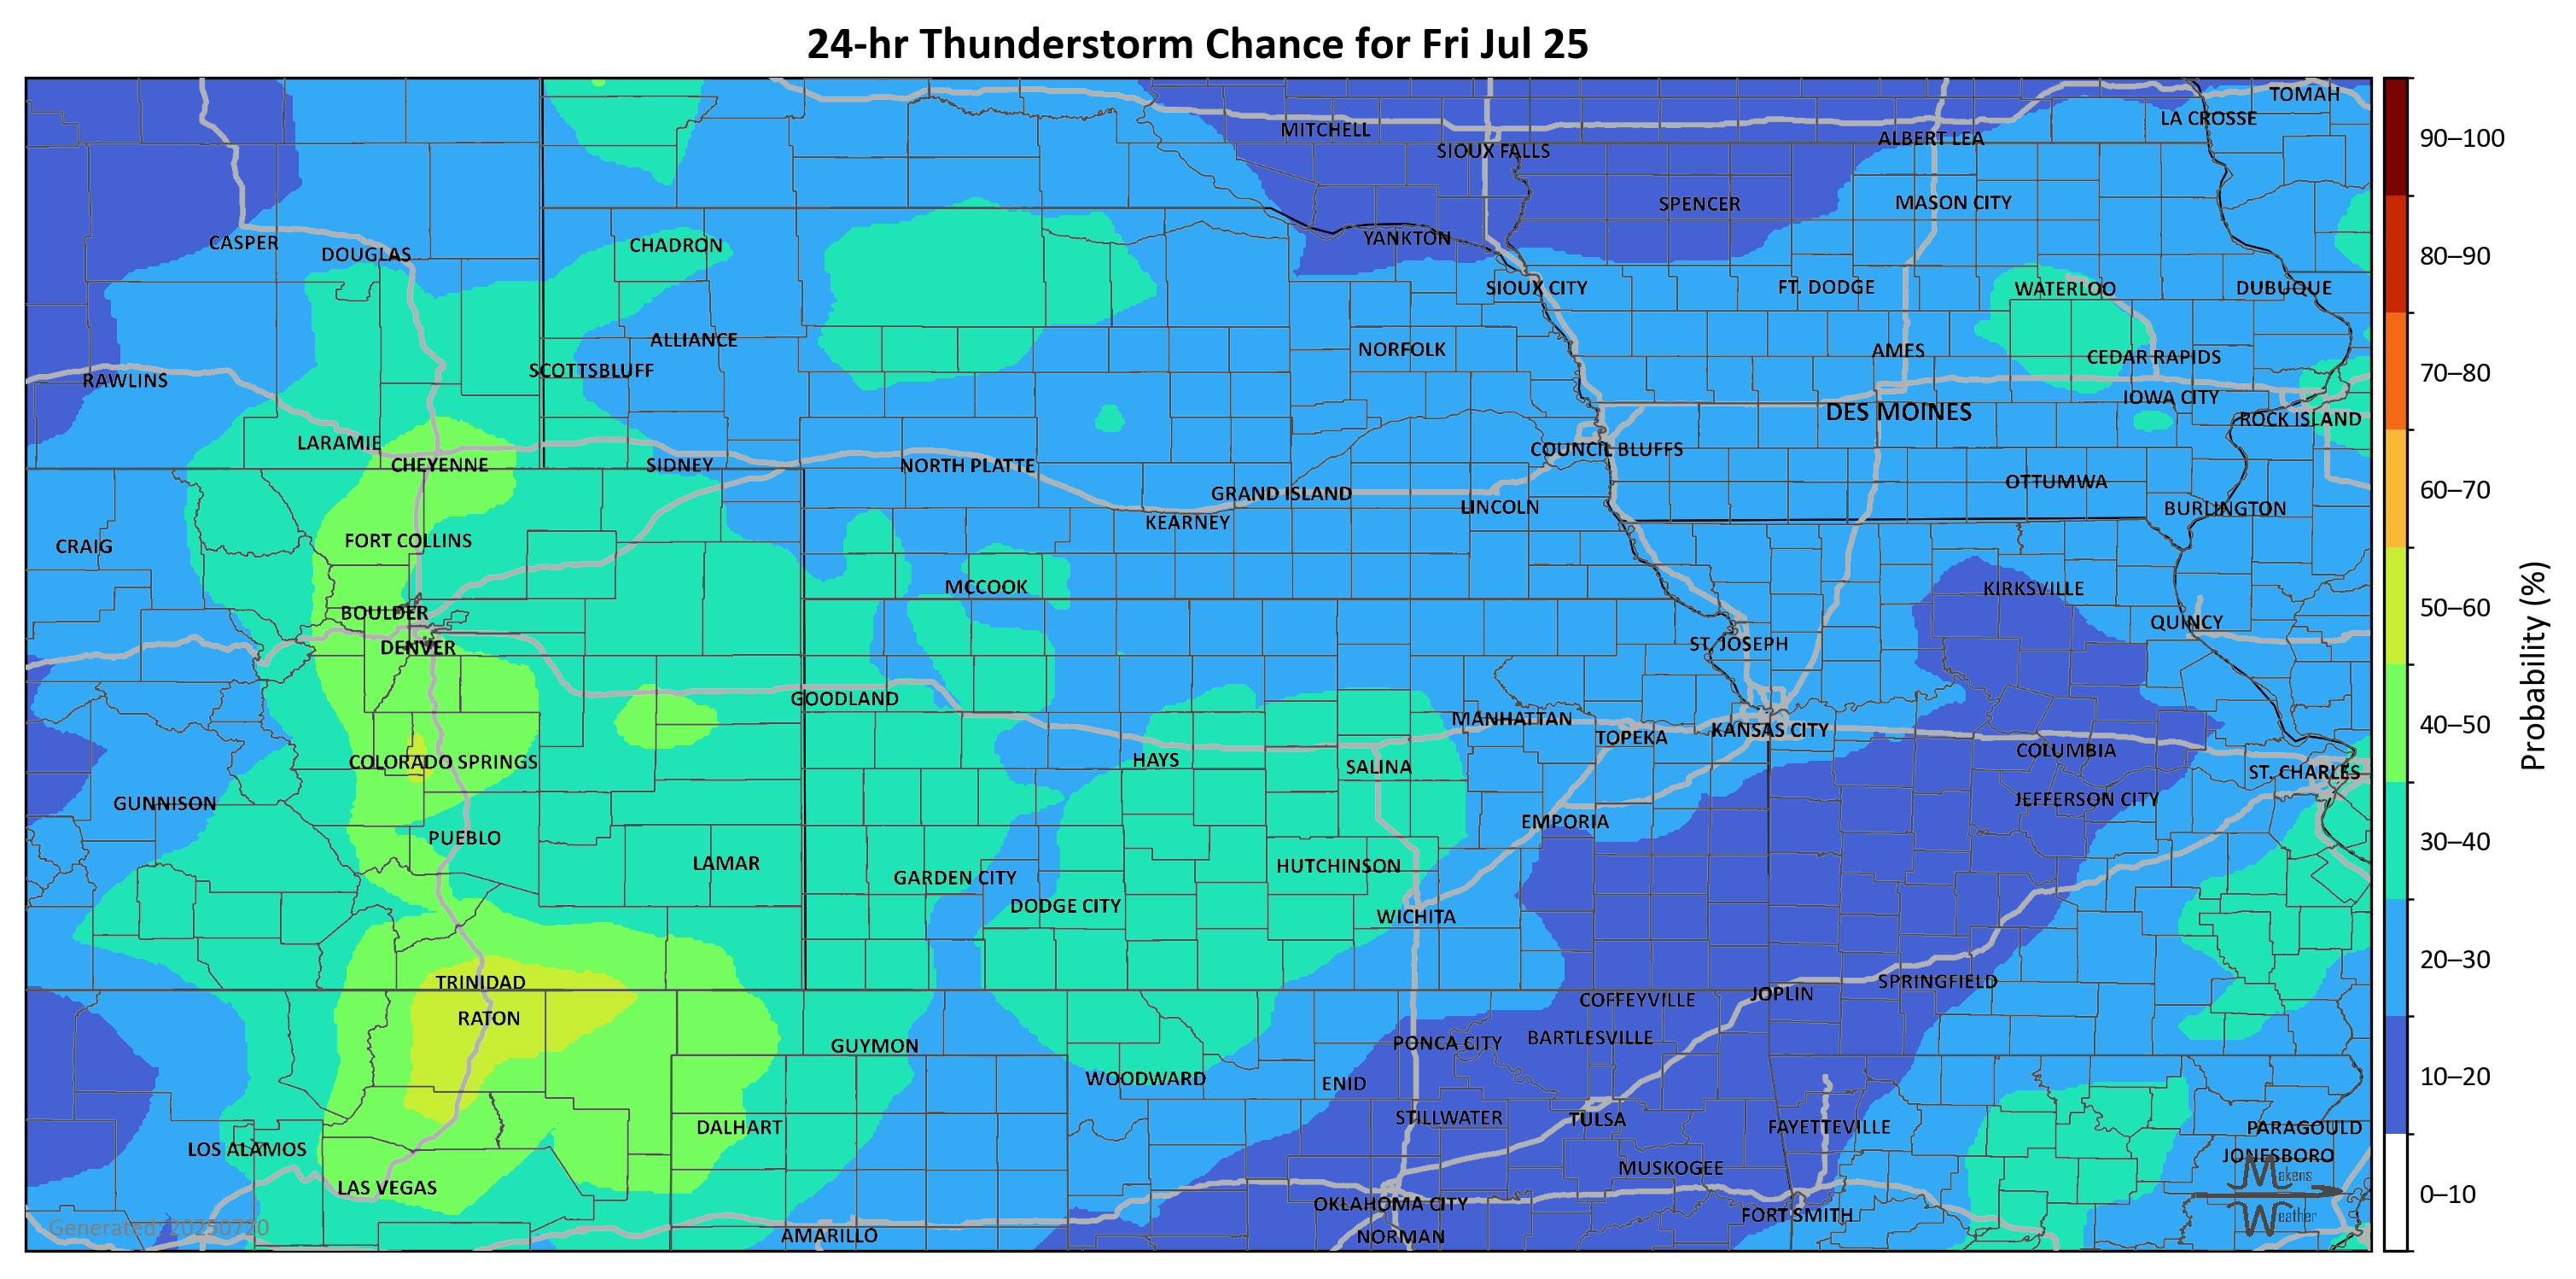 24-hr Thunderstorm Chance for Fri Jul 25
TOMAH
LA CROSSE
MITCHELL
ALBERT LEA
90–100
SIOUX FALLS
SPENCER
MASON CITY
YANKTON
CASPER
CHADRON
DOUGLAS
80–90
SIOUX CITY
FT. DODGE
WATERLOO
DUBUQUE
ALLIANCE
NORFOLK
AMES
CEDAR RAPIDS
SCOTTSBLUFF
70–80
RAWLINS
IOWA CITY
DES MOINES
ROCK ISLAND
LARAMIE
COUNCIL BLUFFS
CHEYENNE
SIDNEY
NORTH PLATTE
OTTUMWA
60–70
GRAND ISLAND
LINCOLN
BURLINGTON
KEARNEY
FORT COLLINS
CRAIG
MCCOOK
KIRKSVILLE
50–60
BOULDER
QUINCY
DENVER
ST. JOSEPH
Probability (%)
GOODLAND
MANHATTAN
40–50
KANSAS CITY
TOPEKA
COLUMBIA
COLORADO SPRINGS
HAYS
SALINA
ST. CHARLES
GUNNISON
JEFFERSON CITY
EMPORIA
PUEBLO
30–40
LAMAR
HUTCHINSON
GARDEN CITY
DODGE CITY
WICHITA
20–30
TRINIDAD
SPRINGFIELD
JOPLIN
COFFEYVILLE
RATON
BARTLESVILLE
GUYMON
PONCA CITY
WOODWARD
ENID
10–20
STILLWATER
TULSA
DALHART
FAYETTEVILLE
PARAGOULD
LOS ALAMOS
JONESBORO
MUSKOGEE
Makens
LAS VEGAS
0–10
OKLAHOMA CITY
FORT SMITH
Weather
Generated: 20250720
AMARILLO
NORMAN